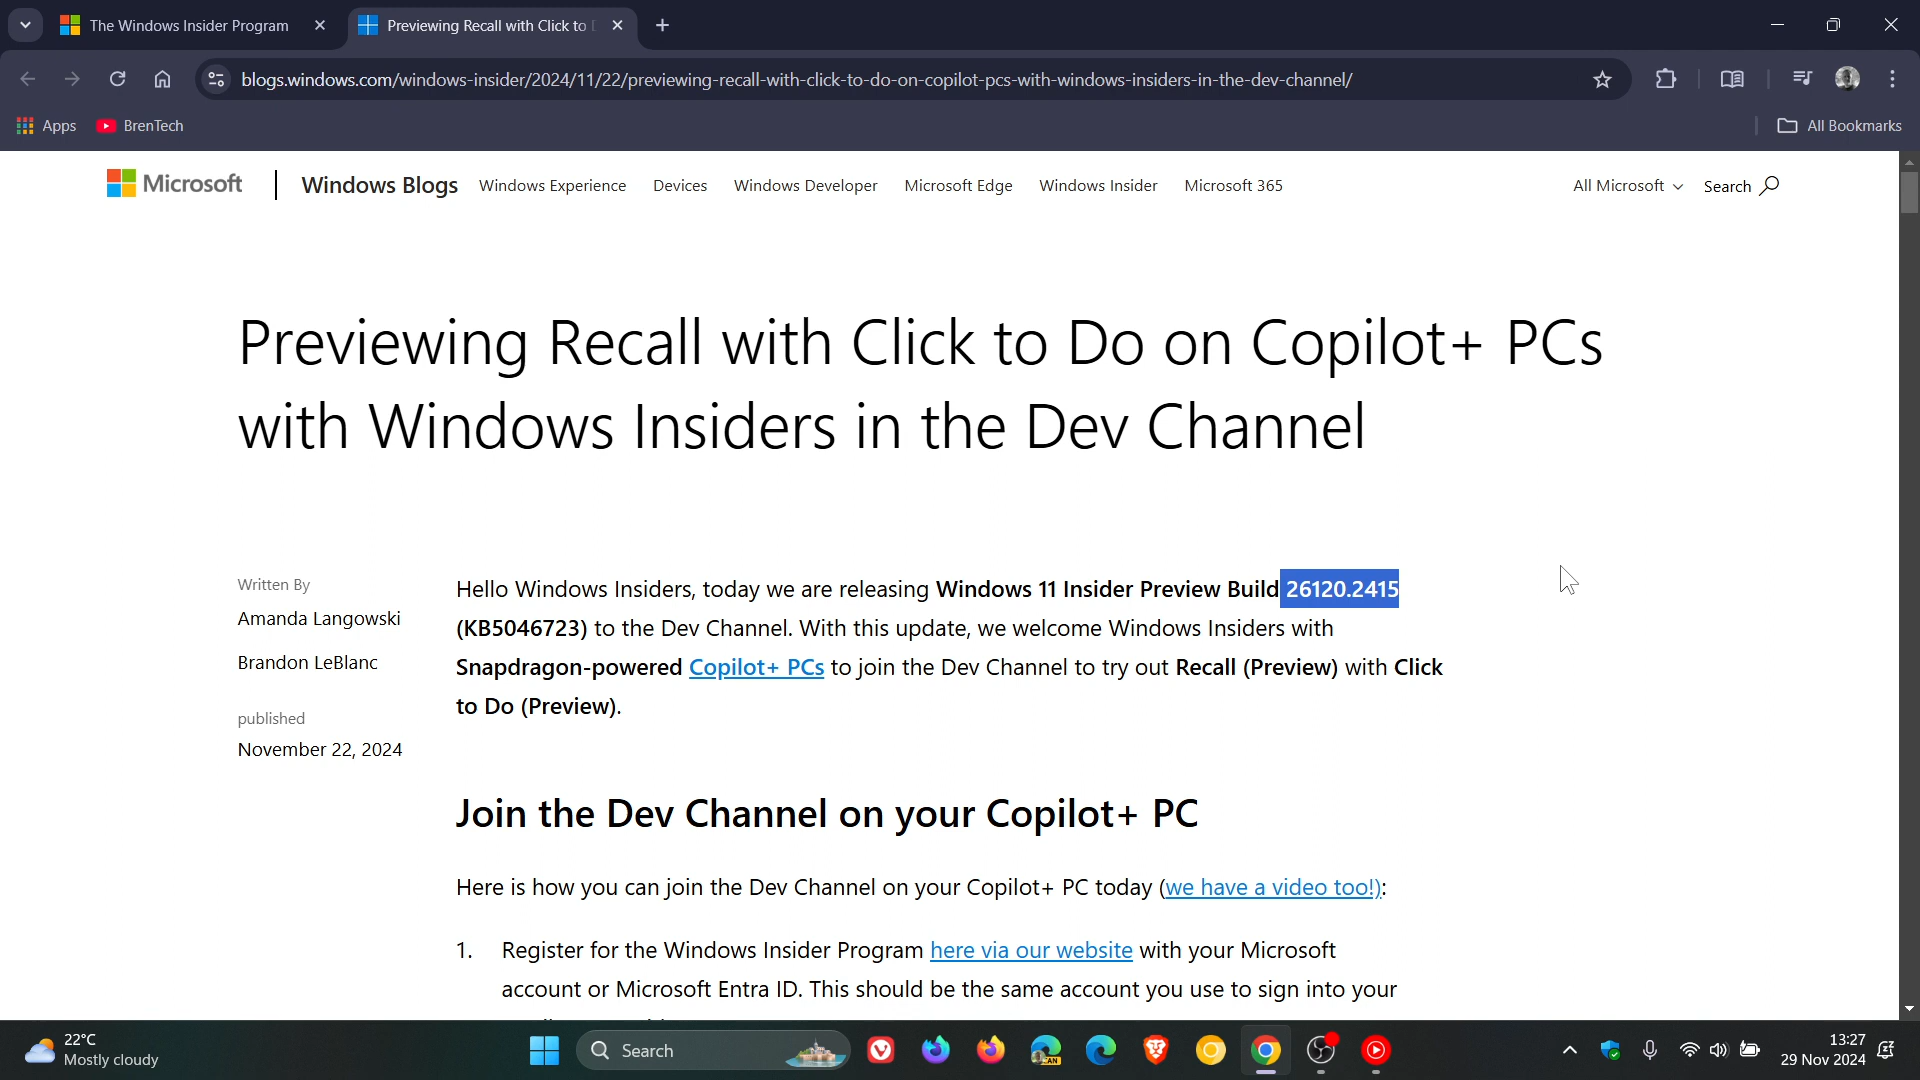 The Windows Insider Program
Previewing Recall with Click to
blogs.windows.com/windows-insider/2024/11/22/previewing-recall-with-click-to-do-on-copilot-pcs-with-windows-insiders-in-the-dev-channel/
Apps
BrenTech
All Bookmarks
Microsoft
Windows Blogs
Windows Experience
Devices
Windows Developer
Microsoft Edge
Windows Insider
Microsoft 365
All Microsoft
Search
Previewing Recall with Click to Do on Copilot+ PCs
with Windows Insiders in the Dev Channel
Written By
Amanda Langowski
Brandon LeBlanc
published
November 22, 2024
Hello Windows Insiders, today we are releasing Windows 11 Insider Preview Build 26120.2415
(KB5046723) to the Dev Channel. With this update, we welcome Windows Insiders with
Snapdragon-powered Copilot+ PCs to join the Dev Channel to try out Recall (Preview) with Click
to Do (Preview).
Join the Dev Channel on your Copilot+ PC
Here is how you can join the Dev Channel on your Copilot+ PC today (we have a video too!):
1. Register for the Windows Insider Program here via our website with your Microsoft
account or Microsoft Entra ID. This should be the same account you use to sign into your
22°C
Mostly cloudy
Search
CAN
13:27
29 Nov 2024